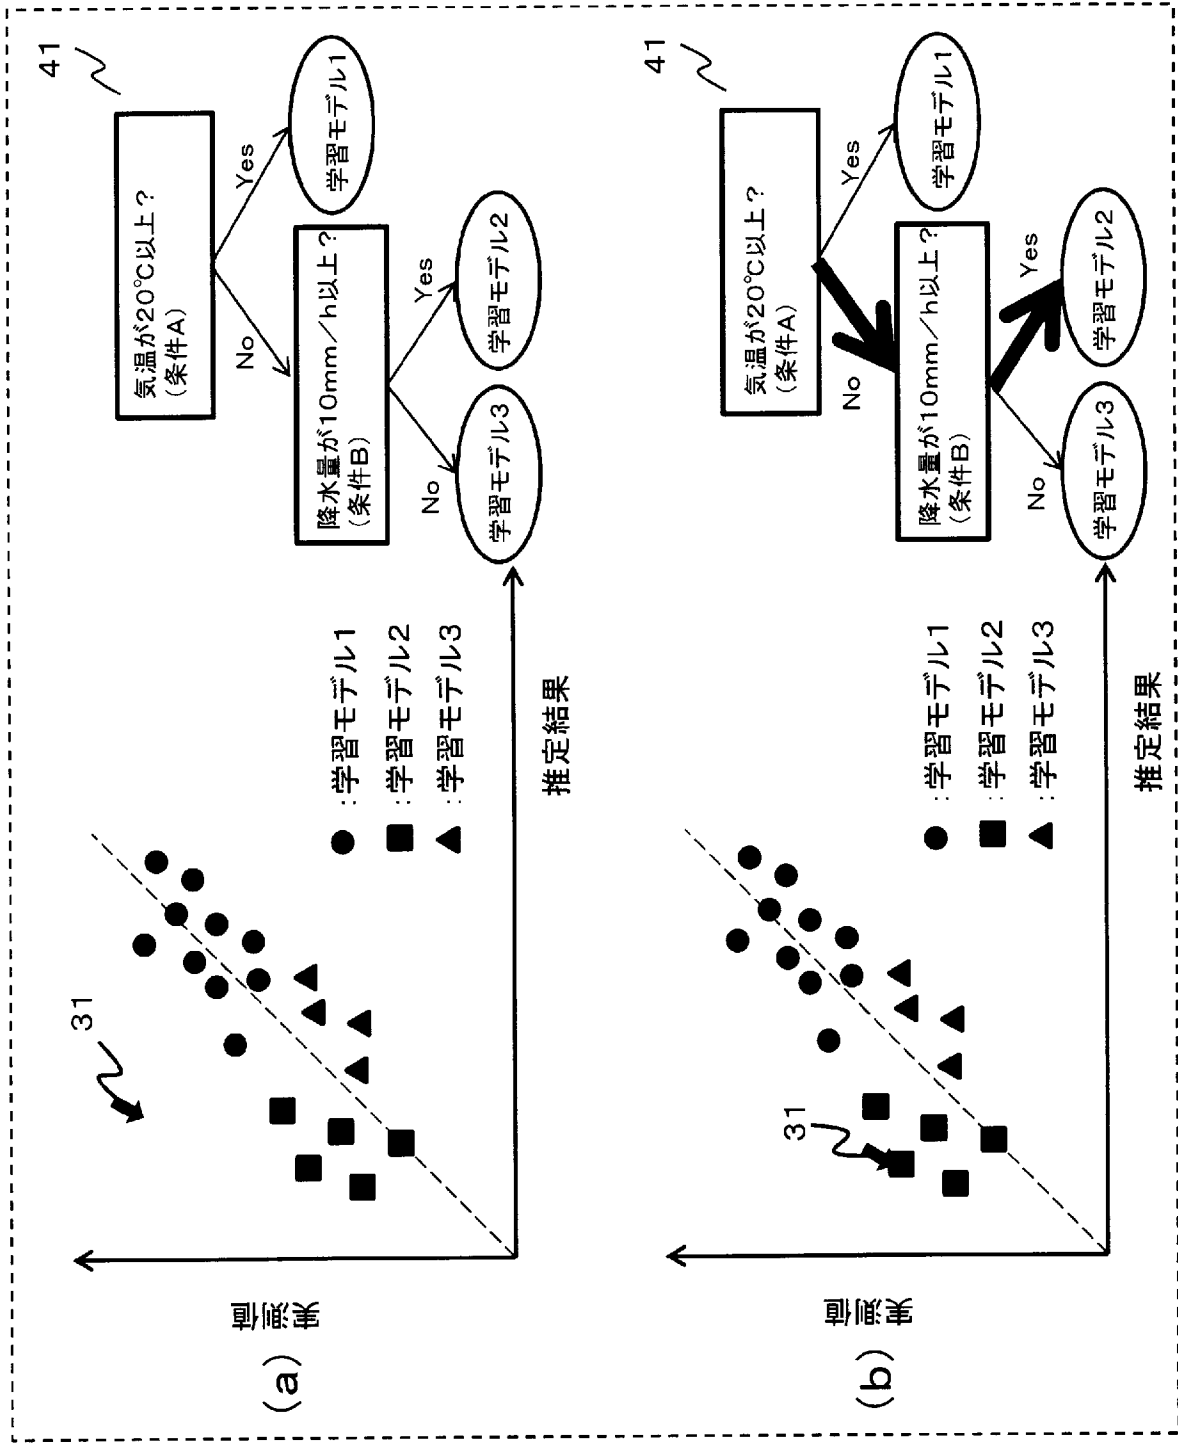 (a)
実測値
31
推定結果
:学習モデル1
:学習モデル2
:学習モデル3
41
気温が20℃以上?
(条件A)
No
Yes
学習モデル1
降水量が10mm/h以上?
(条件B)
No
Yes
学習モデル3
学習モデル2
(b)
実測値
31
推定結果
:学習モデル1
:学習モデル2
:学習モデル3
41
気温が20℃以上?
(条件A)
No
Yes
学習モデル1
降水量が10mm/h以上?
(条件B)
No
Yes
学習モデル3
学習モデル2